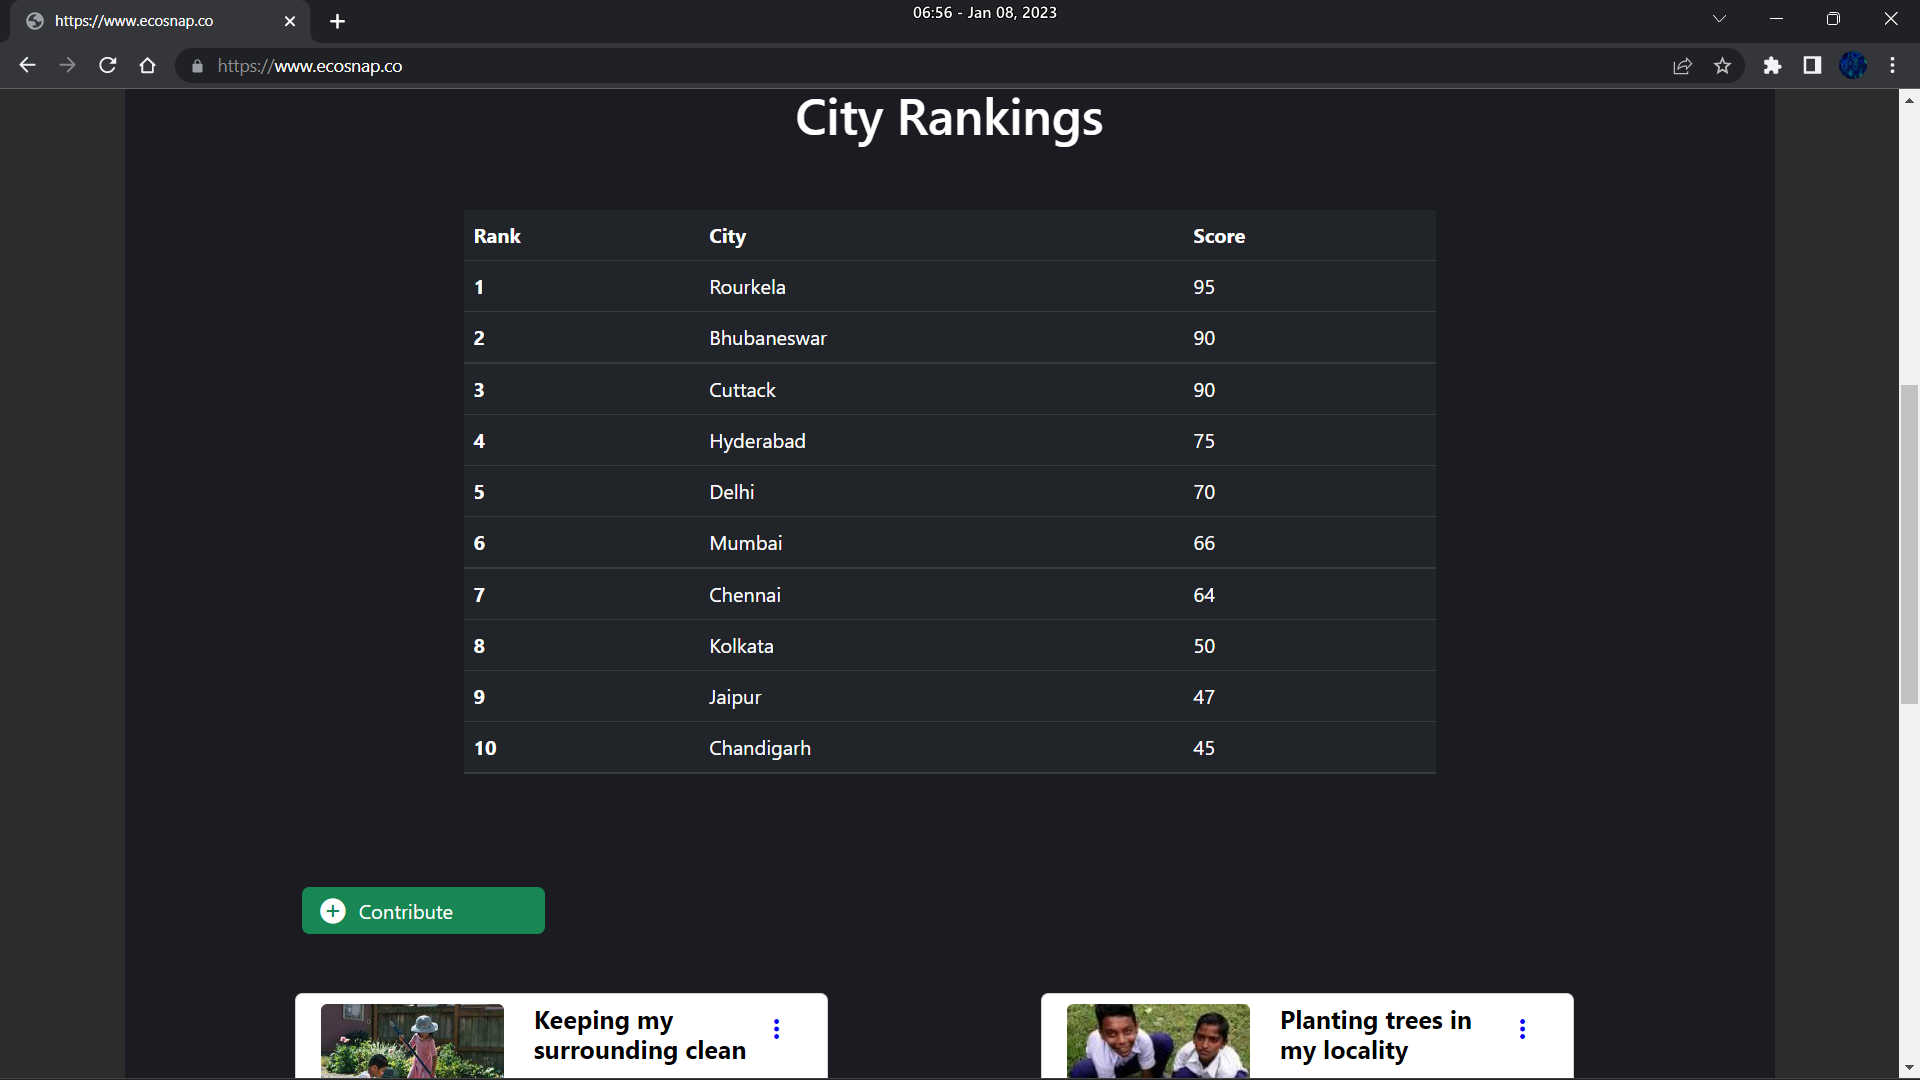 https://www.ecosnap.co
06:56 - Jan 08, 2023
https://www.ecosnap.co
City Rankings
Rank City Score
1 Rourkela 95
2 Bhubaneswar 90
3 Cuttack 90
4 Hyderabad 75
5 Delhi 70
6 Mumbai 66
7 Chennai 64
8 Kolkata 50
9 Jaipur 47
10 Chandigarh 45
Contribute
Keeping my
surrounding clean
Planting trees in
my locality